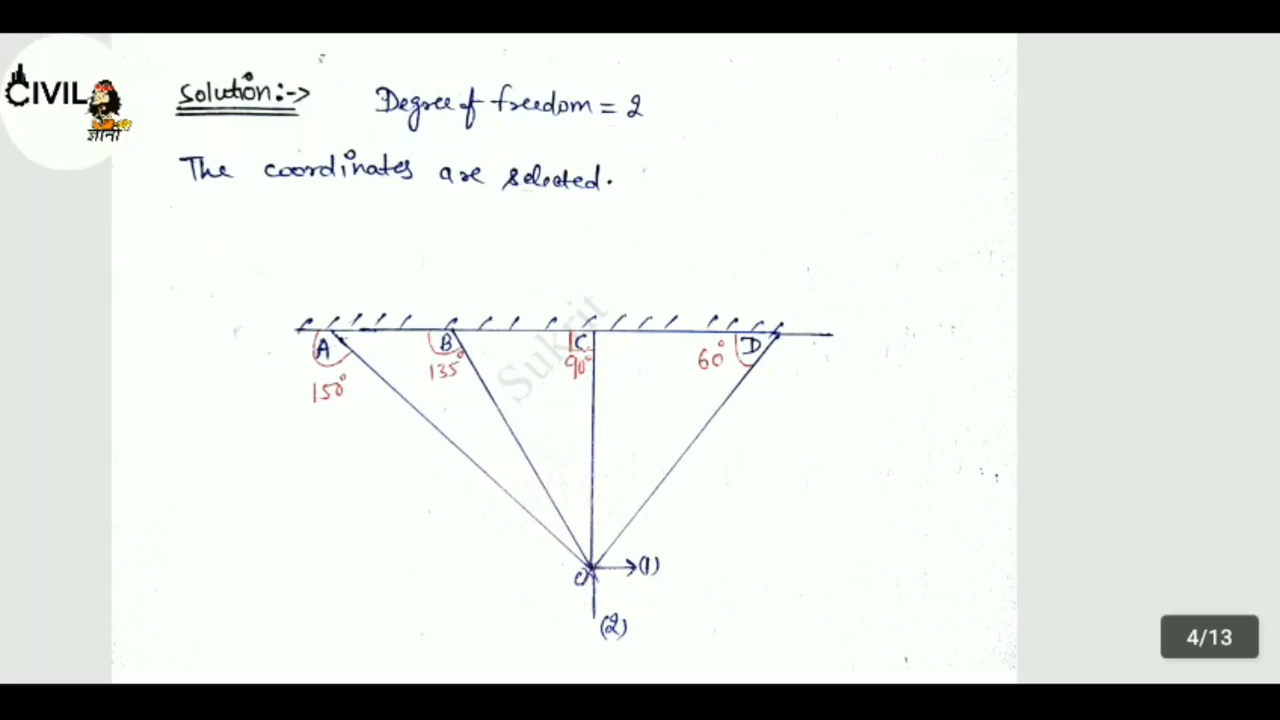 CIVIL
ज्ञानी
Solution:->
Degree of freedom = 2
The coordinates are selected.
A
B
C
D
150°
135°
90°
60°
Sukrit
O
(1)
(2)
4/13